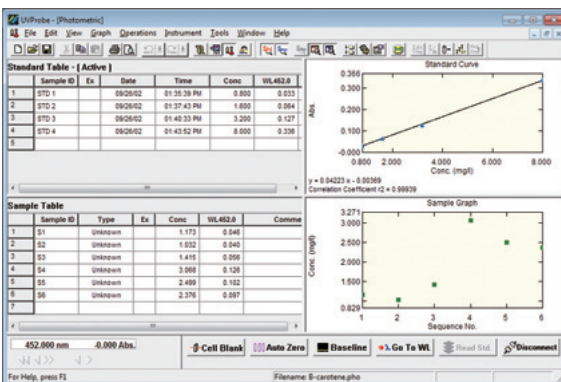 UVProbe - [Photometric]
File Edit View Graph Operations Instrument Tools Window Help
Standard Table - ( Active )
Sample ID Ex Date Time Conc WL452.0
1 STD 1 09/26/02 01:35:39 PM 0.800 0.033
2 STD 2 09/26/02 01:37:43 PM 1.600 0.064
3 STD 3 09/26/02 01:40:33 PM 3.200 0.127
4 STD 4 09/26/02 01:43:52 PM 8.000 0.336
5
Standard Curve
Abs.
0.366
0.300
0.200
0.100
-0.000
0.800 2.000 4.000 6.000 8.000
Conc. (mg/l)
y = 0.04223 x - 0.00369
Correlation Coefficient r2 = 0.99939
Sample Table
Sample ID Type Ex Conc WL452.0 Comme
1 S1 Unknown 1.173 0.046
2 S2 Unknown 1.032 0.040
3 S3 Unknown 1.415 0.056
4 S4 Unknown 3.068 0.126
5 S5 Unknown 2.499 0.102
6 S6 Unknown 2.376 0.097
7
Sample Graph
Conc. (mg/l)
3.271
3.000
2.500
2.000
1.500
0.829
1 2 3 4 5 6
Sequence No.
452.000 nm -0.000 Abs.
Cell Blank Auto Zero Baseline Go To WL Read Std. Disconnect
For Help, press F1 Filename: B-carotene.pho